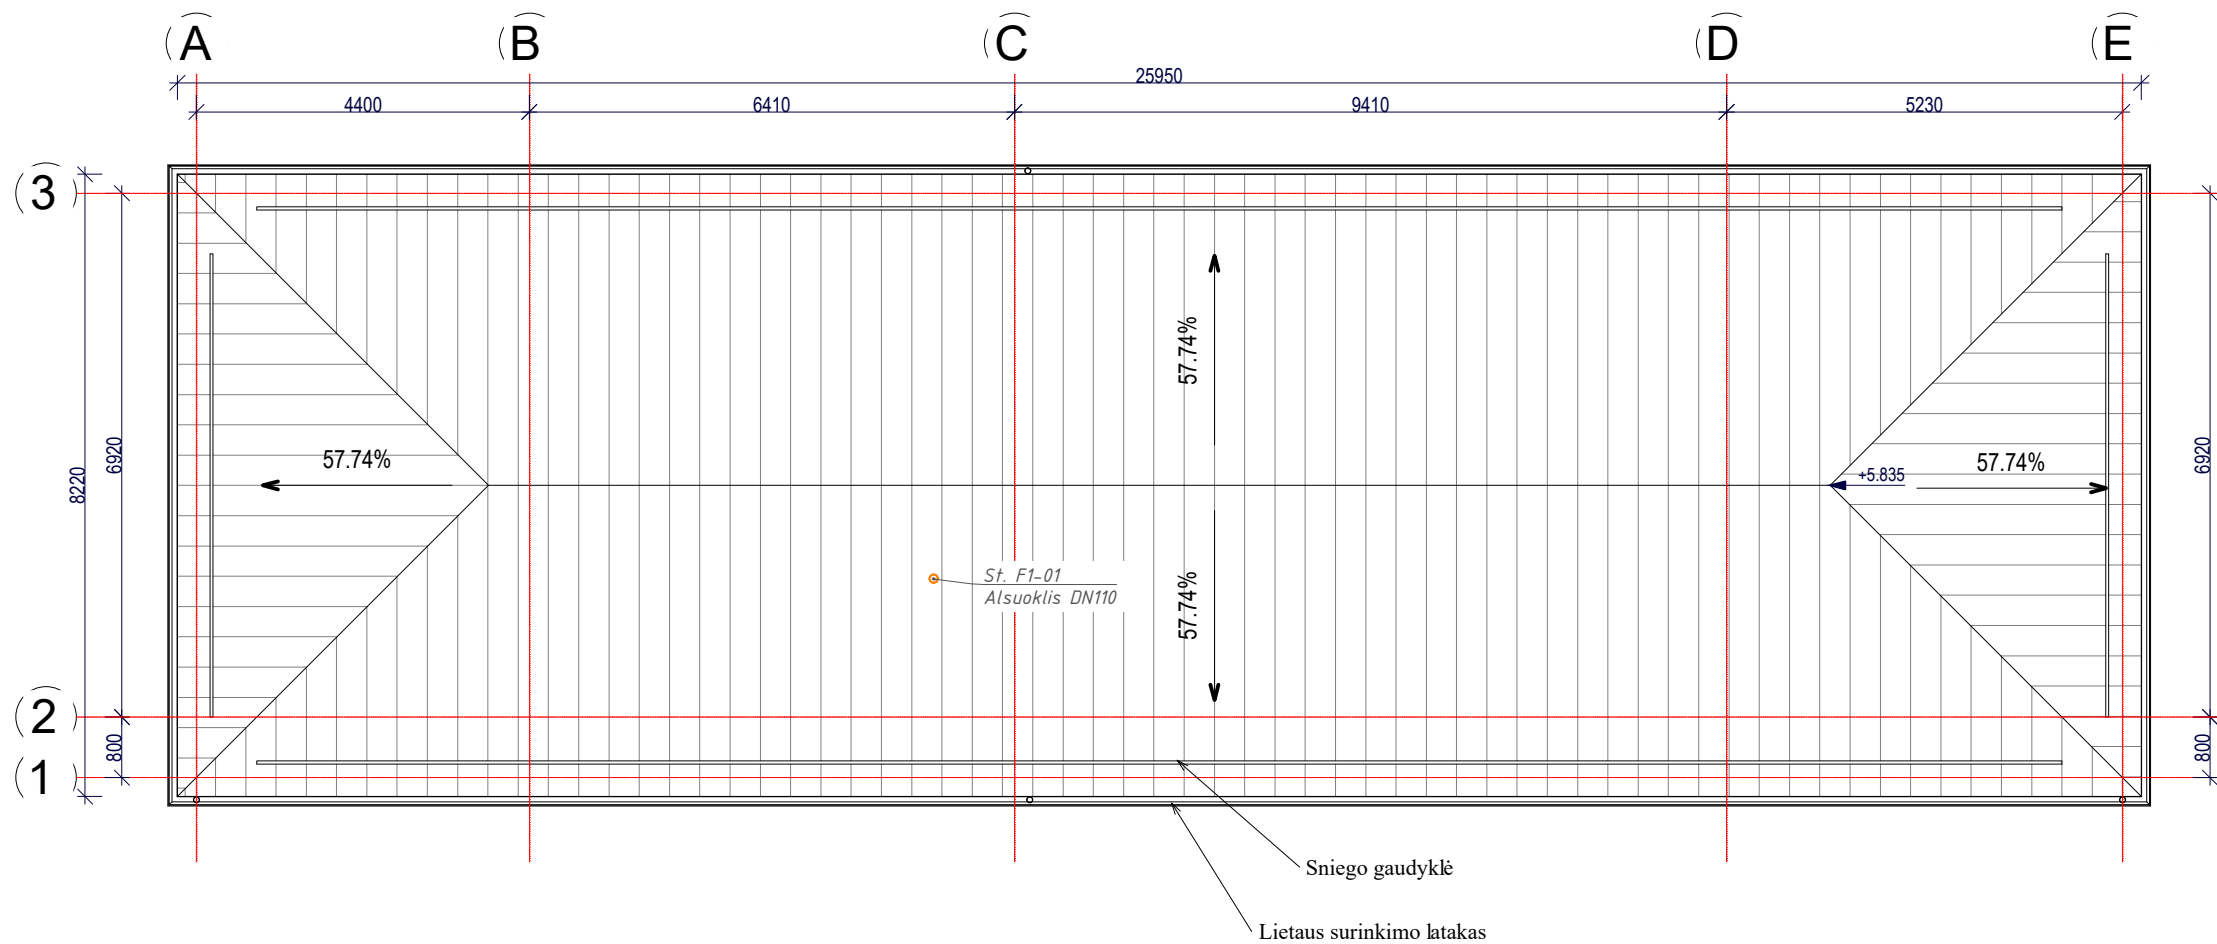 A B C D E
25950
4400 6410 9410 5230
3
57.74%
6920
8220
6920
57.74%
+5.835
57.74%
St. F1-01
Alsuoklis DN110
57.74%
2
800
800
1
Sniego gaudyklė
Lietaus surinkimo latakas